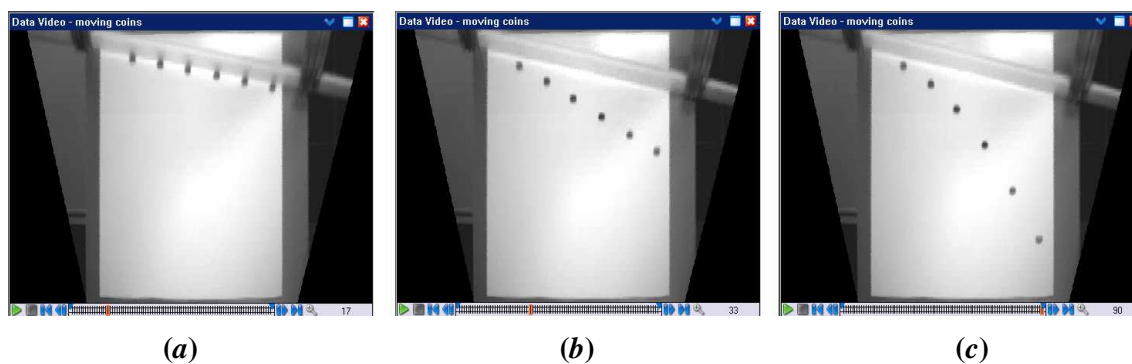 Data Video - moving coins
Data Video - moving coins
Data Video - moving coins
17
33
90
(a)
(b)
(c)